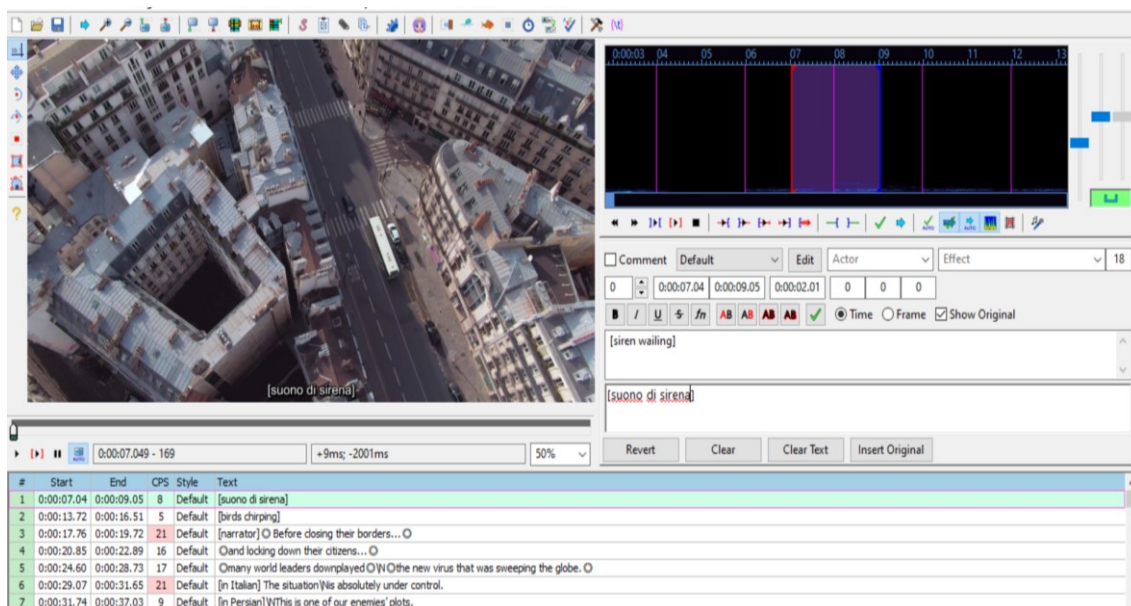 0:00:03 04 05 06 07 08 09 10 11 12 13
[suono di sirena]
Comment Default Edit Actor Effect 18
0 0:00:07.04 0:00:09.05 0:00:02.01 0 0 0
B I U S fn AB AB AB AB Time Frame Show Original
[siren wailing]
[suono di sirena]
Revert Clear Clear Text Insert Original
0:00:07.049 - 169 +9ms; -2001ms 50%
# Start End CPS Style Text
1 0:00:07.04 0:00:09.05 8 Default [suono di sirena]
2 0:00:13.72 0:00:16.51 5 Default [birds chirping]
3 0:00:17.76 0:00:19.72 21 Default [narrator] ○ Before closing their borders... ○
4 0:00:20.85 0:00:22.89 16 Default ○and locking down their citizens... ○
5 0:00:24.60 0:00:28.73 17 Default ○many world leaders downplayed ○\N○the new virus that was sweeping the globe. ○
6 0:00:29.07 0:00:31.65 21 Default [in Italian] The situation\Nis absolutely under control.
7 0:00:31.74 0:00:37.03 9 Default [in Persian]\NThis is one of our enemies' plots.